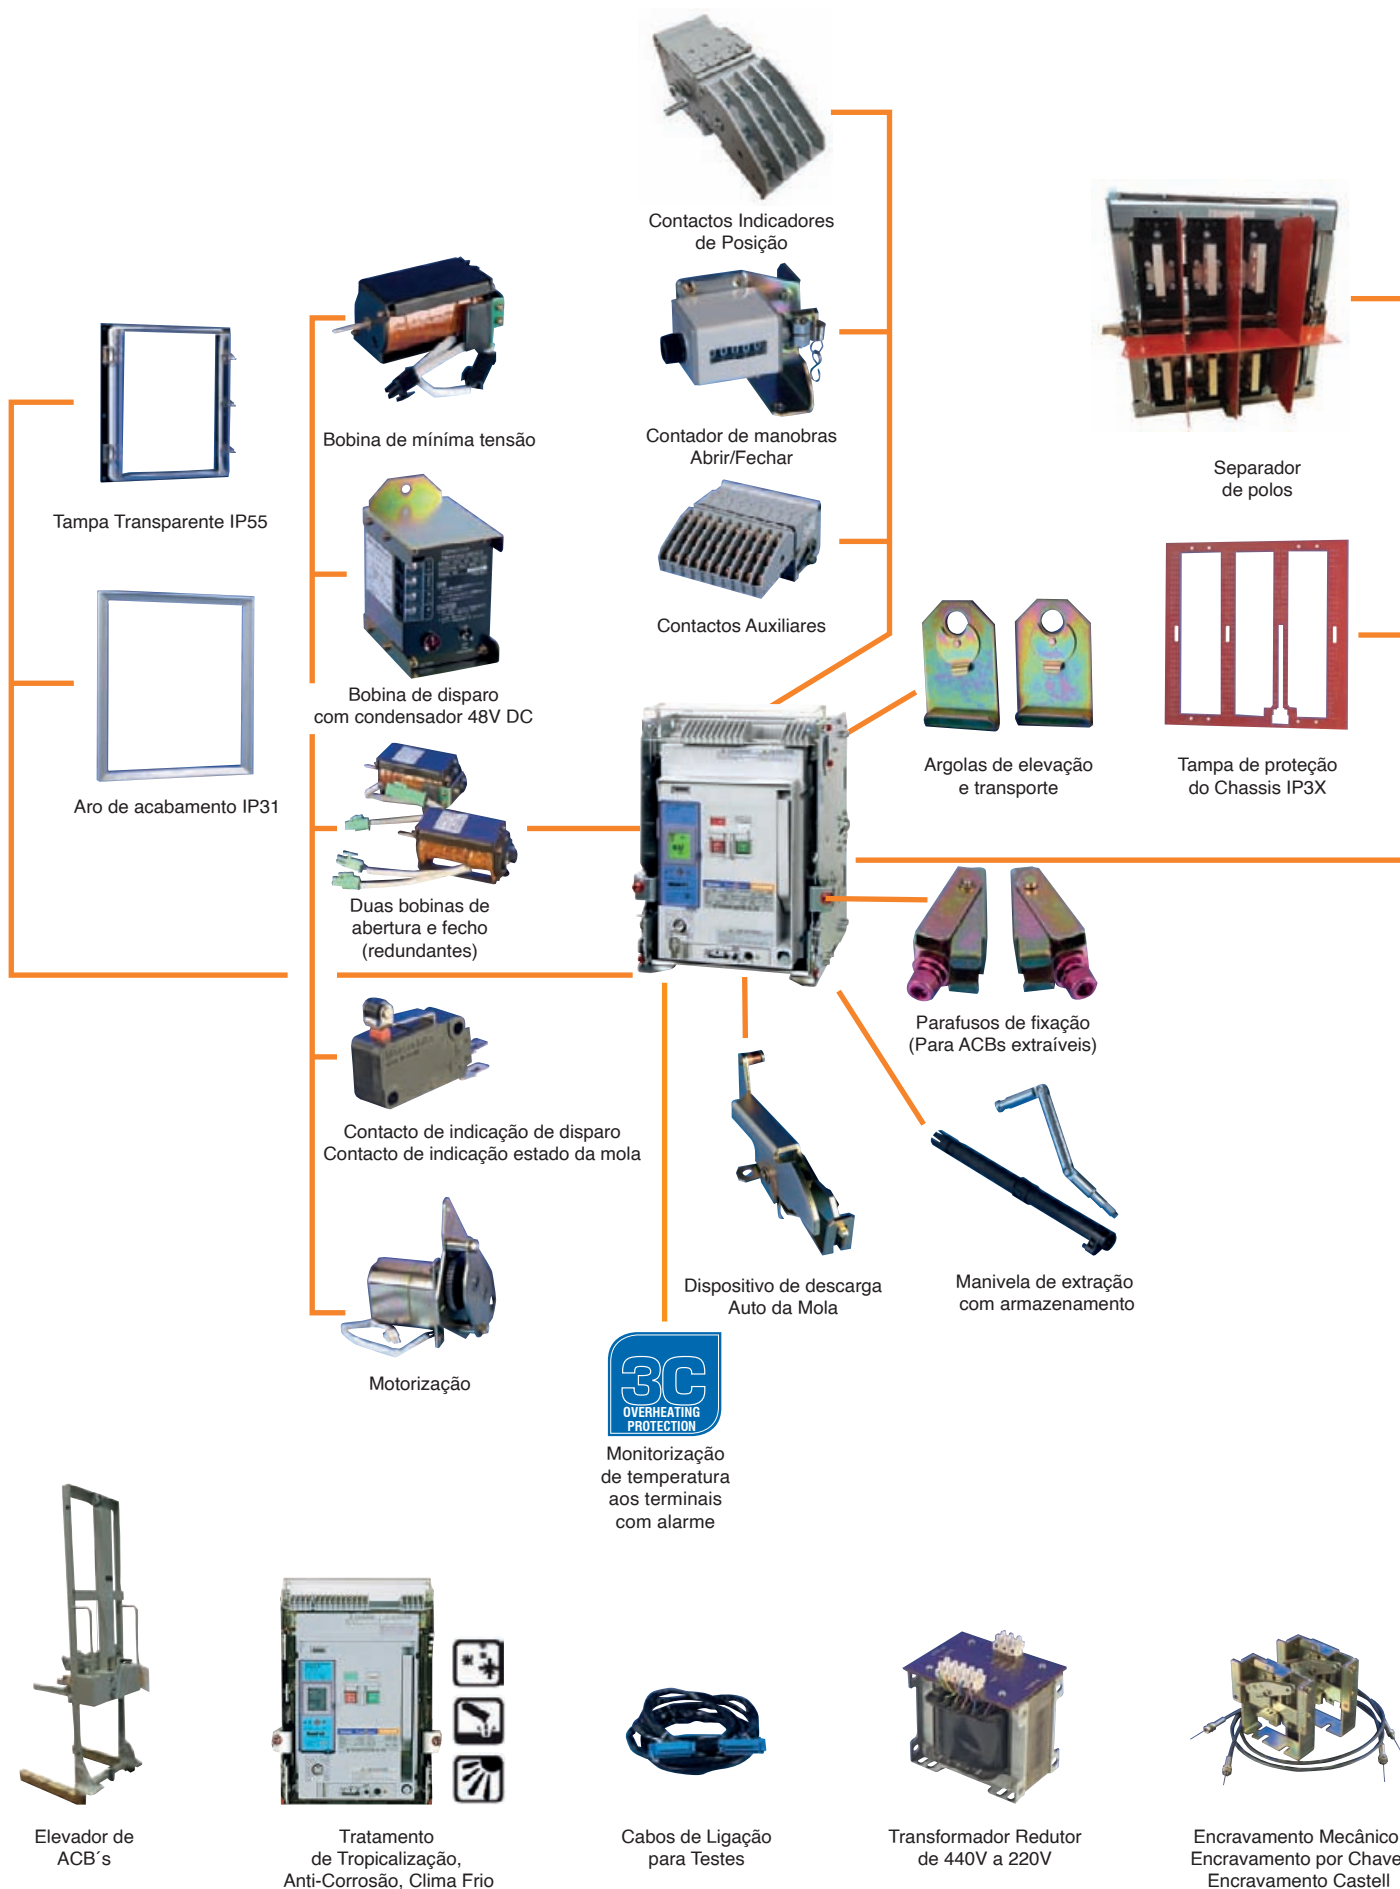 Contactos Indicadores
de Posição
Contador de manobras
Abrir/Fechar
Contactos Auxiliares
Bobina de míníma tensão
Bobina de disparo
com condensador 48V DC
Duas bobinas de
abertura e fecho
(redundantes)
Contacto de indicação de disparo
Contacto de indicação estado da mola
Motorização
Tampa Transparente IP55
Aro de acabamento IP31
Separador
de polos
Argolas de elevação
e transporte
Tampa de proteção
do Chassis IP3X
Parafusos de fixação
(Para ACBs extraíveis)
Dispositivo de descarga
Auto da Mola
Manivela de extração
com armazenamento
3C
OVERHEATING
PROTECTION
Monitorização
de temperatura
aos terminais
com alarme
Elevador de
ACB´s
Tratamento
de Tropicalização,
Anti-Corrosão, Clima Frio
Cabos de Ligação
para Testes
Transformador Redutor
de 440V a 220V
Encravamento Mecânico
Encravamento por Chave
Encravamento Castell